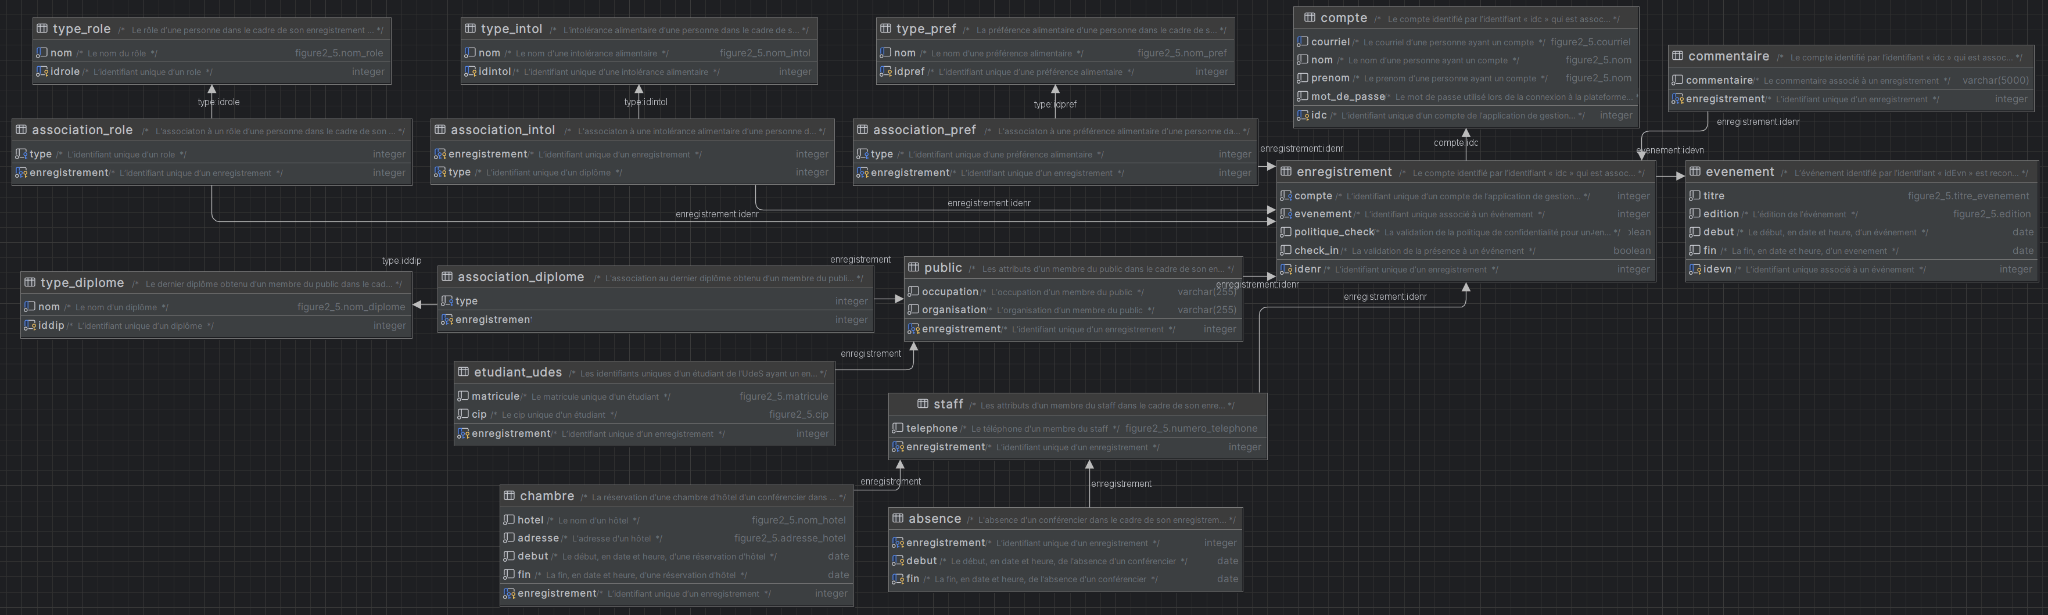 type_role /* Le rôle d'une personne dans le cadre de son enregistrement ... */
nom /* Le nom du rôle */ figure2_5.nom_role
idrole /* L'identifiant unique d'un role */ integer
type_intol /* L'intolérance alimentaire d'une personne dans le cadre de s... */
nom /* Le nom d'une intolérance alimentaire */ figure2_5.nom_intol
idintol /* L'identifiant unique d'une intolérance alimentaire */ integer
type_pref /* La préférence alimentaire d'une personne dans le cadre de s... */
nom /* Le nom d'une préférence alimentaire */ figure2_5.nom_pref
idpref /* L'identifiant unique d'une préférence alimentaire */ integer
compte /* Le compte identifié par l'identifiant « idc » qui est assoc... */
courriel /* Le courriel d'une personne ayant un compte */ figure2_5.courriel
nom /* Le nom d'une personne ayant un compte */ figure2_5.nom
prenom /* Le prenom d'une personne ayant un compte */ figure2_5.nom
mot_de_passe /* Le mot de passe utilisé lors de la connexion à la plateforme... */
idc /* L'identifiant unique d'un compte de l'application de gestion... */ integer
commentaire /* Le compte identifié par l'identifiant « idc » qui est assoc... */
commentaire /* Le commentaire associé à un enregistrement */ varchar(5000)
enregistrement /* L'identifiant unique d'un enregistrement */ integer
type:idrole
type:idintol
type:idpref
compte:idc
enregistrement:idenr
association_role /* L'associaton à un rôle d'une personne dans le cadre de son ... */
type /* L'identifiant unique d'un role */ integer
enregistrement /* L'identifiant unique d'un enregistrement */ integer
association_intol /* L'associaton à une intolérance alimentaire d'une personne d... */
enregistrement /* L'identifiant unique d'un enregistrement */ integer
type /* L'identifiant unique d'un diplôme */ integer
association_pref /* L'associaton à une préférence alimentaire d'une personne da... */
type /* L'identifiant unique d'une préférence alimentaire */ integer
enregistrement /* L'identifiant unique d'un enregistrement */ integer
enregistrement:idenr
evenement:idevn
enregistrement /* Le compte identifié par l'identifiant « idc » qui est assoc... */
compte /* L'identifiant unique d'un compte de l'application de gestion... integer
evenement /* L'identifiant unique associé à un évènement */ integer
politique_check /* La validation de la politique de confidentialité pour un en...
check_in /* La validation de la présence à un événement */ boolean
idenr /* L'identifiant unique d'un enregistrement */ integer
evenement /* L'évènement identifié par l'identifiant « IdEvn » est recon... */
titre figure2_5.titre_evenement
edition /* L'édition de l'événement */ figure2_5.edition
debut /* Le début, en date et heure, d'un événement */ date
fin /* La fin, en date et heure, d'un evenement */ date
idevn /* L'identifiant unique associé à un évènement */ integer
enregistrement:idenr
enregistrement:idenr
type:iddip
type_diplome /* Le dernier diplôme obtenu d'un membre du public dans le cad... */
nom /* Le nom d'un diplôme */ figure2_5.nom_diplome
iddip /* L'identifiant unique d'un diplôme */ integer
association_diplome /* L'association au dernier diplôme obtenu d'un membre du publi... */
type integer
enregistrement integer
enregistrement
public /* Les attributs d'un membre du public dans le cadre de son en... */
occupation /* L'occupation d'un membre du public */ varchar(255)
organisation /* L'organisation d'un membre du public */ varchar(255)
enregistrement /* L'identifiant unique d'un enregistrement */ integer
enregistrement:idenr
enregistrement:idenr
enregistrement
etudiant_udes /* Les identifiants uniques d'un étudiant de l'UdeS ayant un en... */
matricule /* Le matricule unique d'un étudiant */ figure2_5.matricule
cip /* Le cip unique d'un étudiant */ figure2_5.cip
enregistrement /* L'identifiant unique d'un enregistrement */ integer
staff /* Les attributs d'un membre du staff dans le cadre de son enre... */
telephone /* Le téléphone d'un membre du staff */ figure2_5.numero_telephone
enregistrement /* L'identifiant unique d'un enregistrement */ integer
enregistrement
enregistrement
chambre /* La réservation d'une chambre d'hôtel d'un conférencier dans ... */
hotel /* Le nom d'un hôtel */ figure2_5.nom_hotel
adresse /* L'adresse d'un hôtel */ figure2_5.adresse_hotel
debut /* Le début, en date et heure, d'une réservation d'hôtel */ date
fin /* La fin, en date et heure, d'une réservation d'hôtel */ date
enregistrement /* L'identifiant unique d'un enregistrement */ integer
absence /* L'absence d'un conférencier dans le cadre de son enregistrem... */
enregistrement /* L'identifiant unique d'un enregistrement */ integer
debut /* Le début, en date et heure, de l'absence d'un conférencier */ date
fin /* La fin, en date et heure, de l'absence d'un conférencier */ date